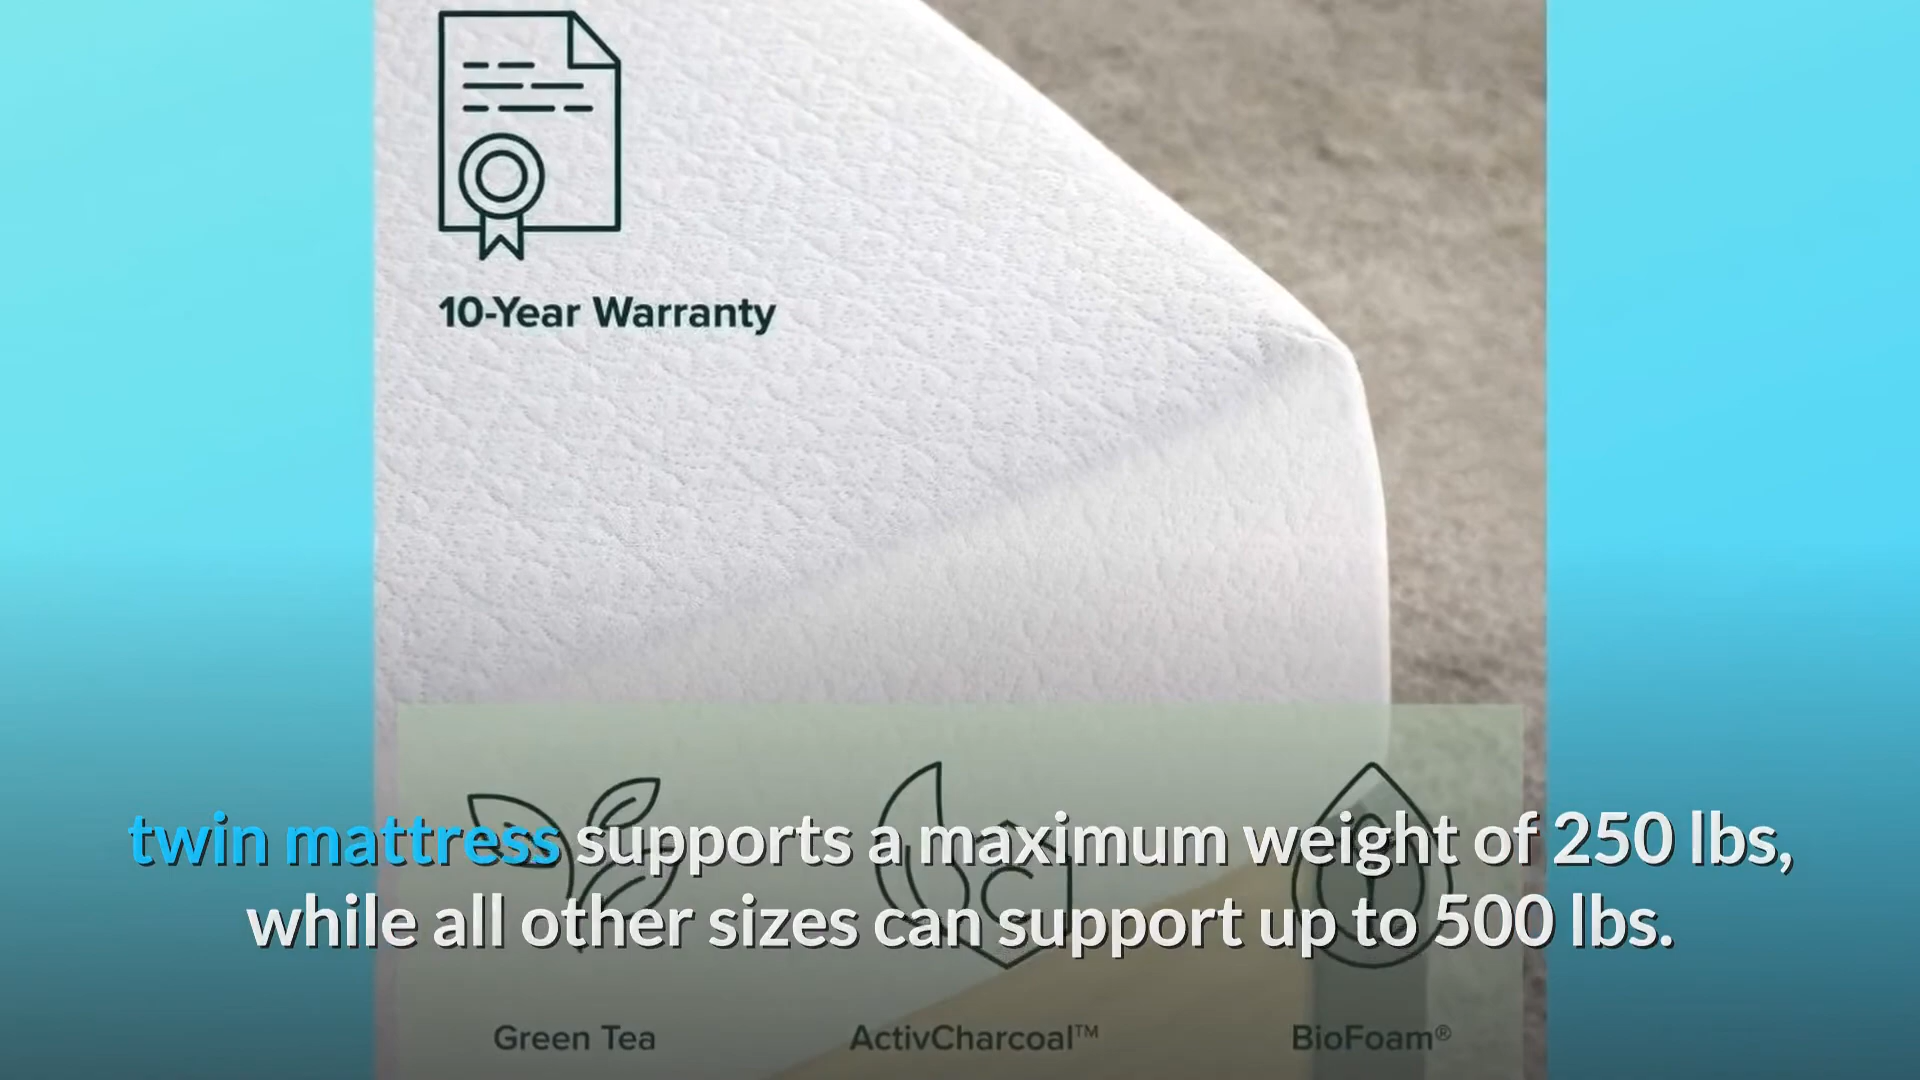 10-Year Warranty
twin mattress supports a maximum weight of 250 lbs,
while all other sizes can support up to 500 lbs.
Green Tea
ActivCharcoal™
BioFoam®